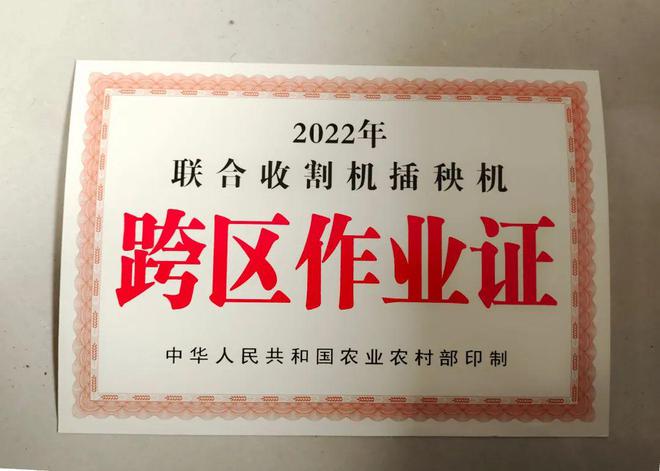 2022年
联合收割机插秧机
跨区作业证
中华人民共和国农业农村部印制